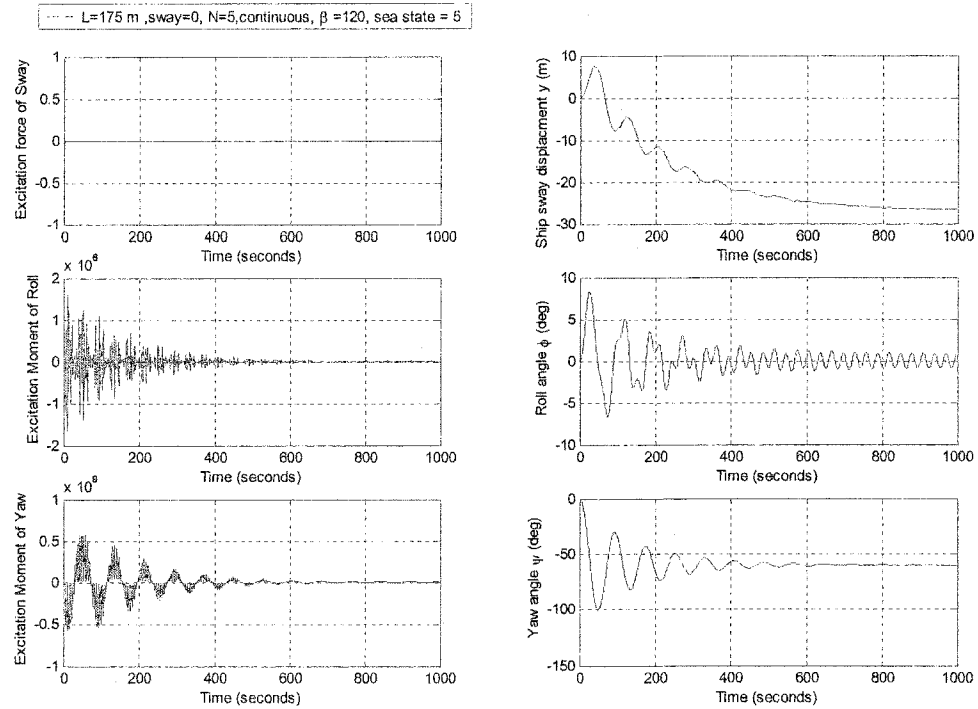 L=175 m ,sway=0, N=5,continuous, β =120, sea state = 5
Excitation force of Sway
1
0.5
0
-0.5
-1
0 200 400 600 800 1000
Time (seconds)
Ship sway displacment y (m)
10
0
-10
-20
-30
0 200 400 600 800 1000
Time (seconds)
x 10^6
Excitation Moment of Roll
2
1
0
-1
-2
0 200 400 600 800 1000
Time (seconds)
Roll angle ϕ (deg)
10
5
0
-5
-10
0 200 400 600 800 1000
Time (seconds)
Excitation Moment of Yaw
1
0.5
0
-0.5
-1
0 200 400 600 800 1000
Time (seconds)
Yaw angle ψ (deg)
0
-50
-100
-150
0 200 400 600 800 1000
Time (seconds)